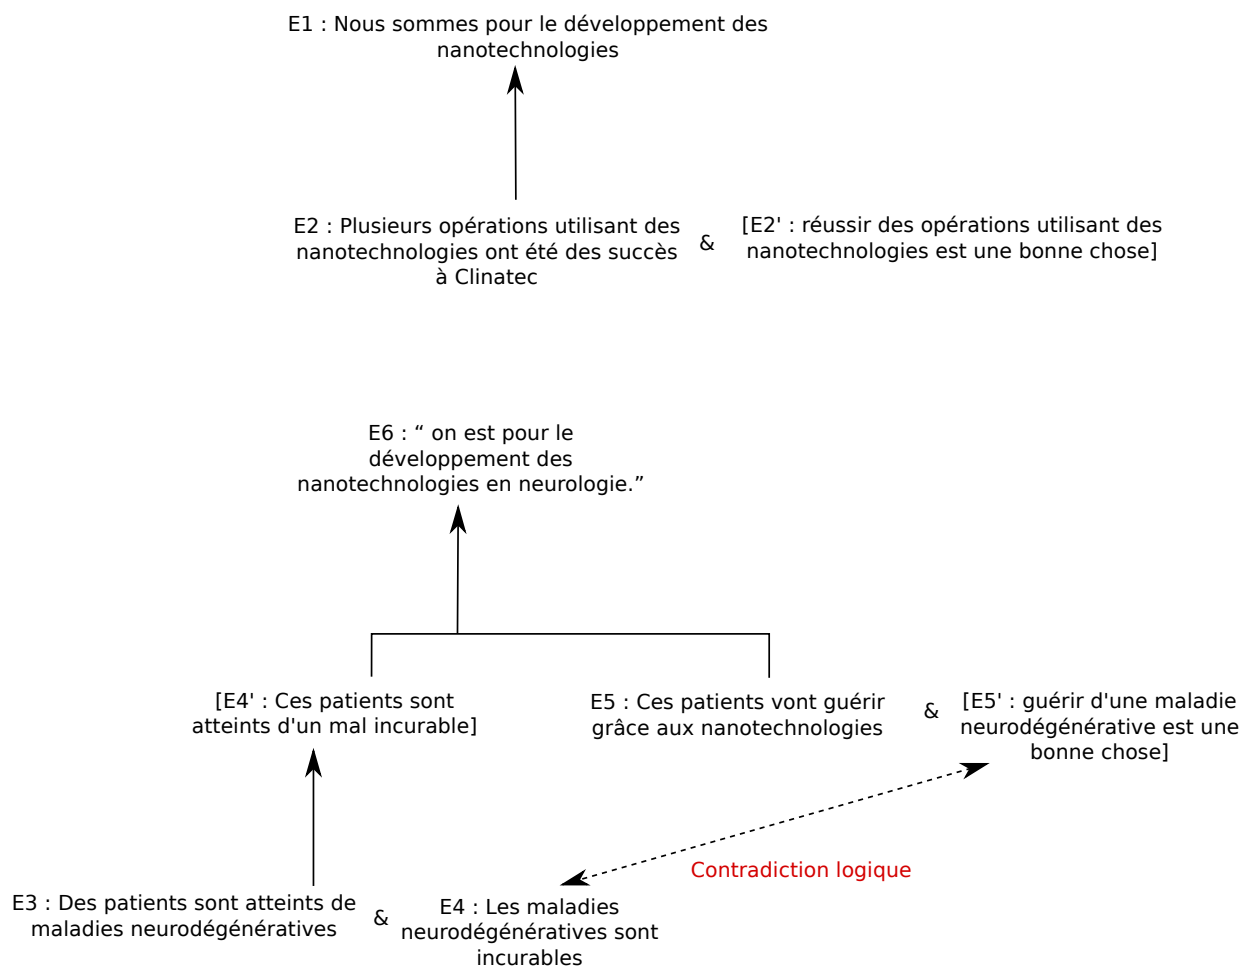 E1 : Nous sommes pour le développement des
nanotechnologies
E2 : Plusieurs opérations utilisant des
nanotechnologies ont été des succès
à Clinatec
&
[E2' : réussir des opérations utilisant des
nanotechnologies est une bonne chose]
E6 : “ on est pour le
développement des
nanotechnologies en neurologie.”
[E4' : Ces patients sont
atteints d'un mal incurable]
E5 : Ces patients vont guérir
grâce aux nanotechnologies
&
[E5' : guérir d'une maladie
neurodégénérative est une
bonne chose]
Contradiction logique
E3 : Des patients sont atteints de
maladies neurodégénératives
&
E4 : Les maladies
neurodégénératives sont
incurables